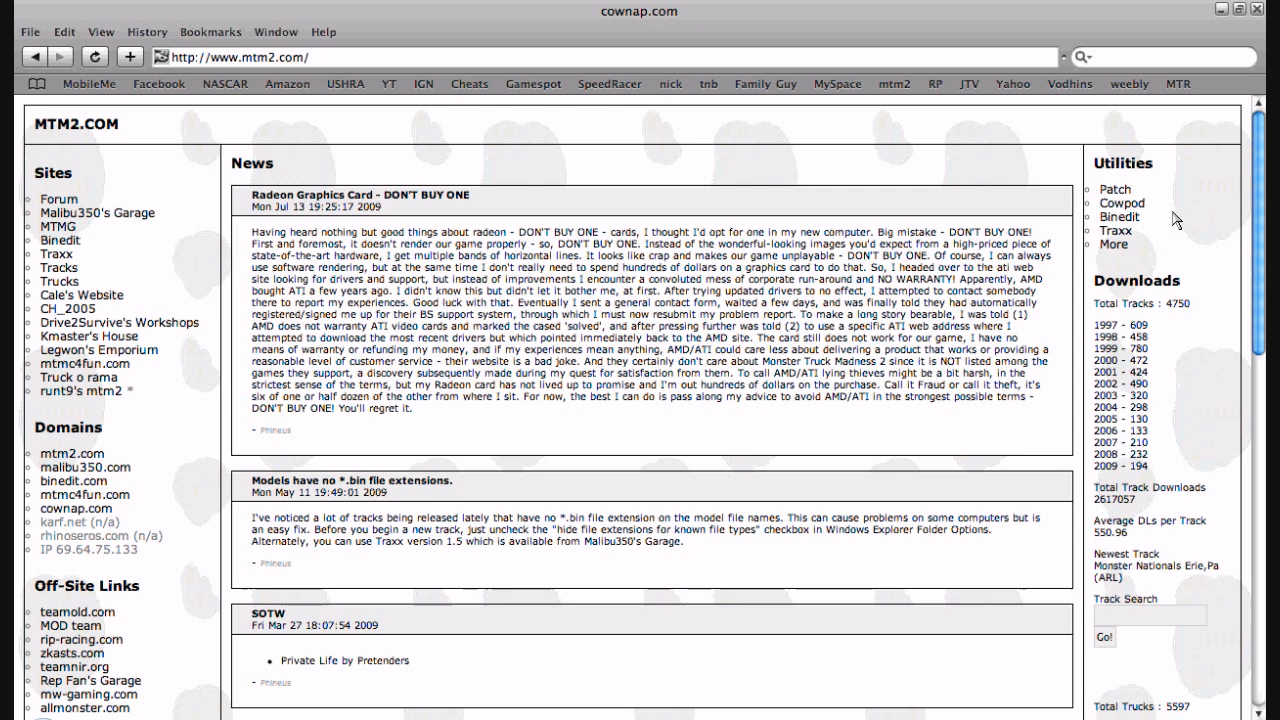 cownap.com
File Edit View History Bookmarks Window Help
http://www.mtm2.com/
MobileMe Facebook NASCAR Amazon USHRA YT IGN Cheats Gamespot SpeedRacer nick tnb Family Guy MySpace mtm2 RP JTV Yahoo Vodhins weebly MTR
MTM2.COM
Sites
Forum
Malibu350's Garage
MTMG
Binedit
Traxx
Tracks
Trucks
Cale's Website
CH_2005
Drive2Survive's Workshops
Kmaster's House
Legwon's Emporium
mtmc4fun.com
Truck o rama
runt9's mtm2 *
Domains
mtm2.com
malibu350.com
binedit.com
mtmc4fun.com
cownap.com
karf.net (n/a)
rhinoseros.com (n/a)
IP 69.64.75.133
Off-Site Links
teamold.com
MOD team
rip-racing.com
zkasts.com
teamnir.org
Rep Fan's Garage
mw-gaming.com
allmonster.com
News
Radeon Graphics Card - DON'T BUY ONE
Mon Jul 13 19:25:17 2009
Having heard nothing but good things about radeon - DON'T BUY ONE - cards, I thought I'd opt for one in my new computer. Big mistake - DON'T BUY ONE!
First and foremost, it doesn't render our game properly - so, DON'T BUY ONE. Instead of the wonderful-looking images you'd expect from a high-priced piece of
state-of-the-art hardware, I get multiple bands of horizontal lines. It looks like crap and makes our game unplayable - DON'T BUY ONE. Of course, I can always
use software rendering, but at the same time I don't really need to spend hundreds of dollars on a graphics card to do that. So, I headed over to the ati web
site looking for drivers and support, but instead of improvements I encounter a convoluted mess of corporate run-around and NO WARRANTY! Apparently, AMD
bought ATI a few years ago. I didn't know this but didn't let it bother me, at first. After trying updated drivers to no effect, I attempted to contact somebody
there to report my experiences. Good luck with that. Eventually I sent a general contact form, waited a few days, and was finally told they had automatically
registered/signed me up for their BS support system, through which I must now resubmit my problem report. To make a long story bearable, I was told (1)
AMD does not warranty ATI video cards and marked the cased 'solved', and after pressing further was told (2) to use a specific ATI web address where I
attempted to download the most recent drivers but which pointed immediately back to the AMD site. The card still does not work for our game, I have no
means of warranty or refunding my money, and if my experiences mean anything, AMD/ATI could care less about delivering a product that works or providing a
reasonable level of customer service - their website is a bad joke. And they certainly don't care about Monster Truck Madness 2 since it is NOT listed among the
games they support, a discovery subsequently made during my quest for satisfaction from them. To call AMD/ATI lying thieves might be a bit harsh, in the
strictest sense of the terms, but my Radeon card has not lived up to promise and I'm out hundreds of dollars on the purchase. Call it Fraud or call it theft, it's
six of one or half dozen of the other from where I sit. For now, the best I can do is pass along my advice to avoid AMD/ATI in the strongest possible terms -
DON'T BUY ONE! You'll regret it.
- Phineus
Models have no *.bin file extensions.
Mon May 11 19:49:01 2009
I've noticed a lot of tracks being released lately that have no *.bin file extension on the model file names. This can cause problems on some computers but is
an easy fix. Before you begin a new track, just uncheck the "hide file extensions for known file types" checkbox in Windows Explorer Folder Options.
Alternately, you can use Traxx version 1.5 which is available from Malibu350's Garage.
- Phineus
SOTW
Fri Mar 27 18:07:54 2009
Private Life by Pretenders
- Phineus
Utilities
Patch
Cowpod
Binedit
Traxx
More
Downloads
Total Tracks : 4750
1997 - 609
1998 - 458
1999 - 780
2000 - 472
2001 - 424
2002 - 490
2003 - 320
2004 - 298
2005 - 130
2006 - 133
2007 - 210
2008 - 232
2009 - 194
Total Track Downloads
2617057
Average DLs per Track
550.96
Newest Track
Monster Nationals Erie,Pa
(ARL)
Track Search
Go!
Total Trucks : 5597